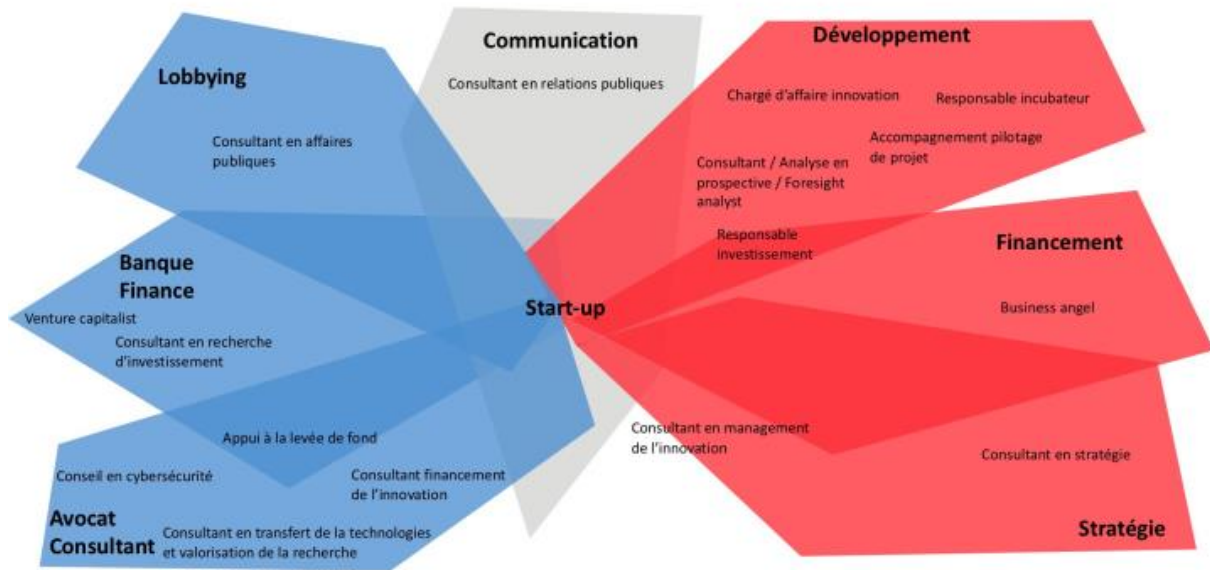 Communication
Consultant en relations publiques
Développement
Chargé d'affaire innovation
Responsable incubateur
Accompagnement pilotage
de projet
Consultant / Analyse en
prospective / Foresight
analyst
Responsable
investissement
Lobbying
Consultant en affaires
publiques
Banque
Finance
Venture capitalist
Consultant en recherche
d'investissement
Start-up
Financement
Business angel
Appui à la levée de fond
Conseil en cybersécurité
Consultant financement
de l'innovation
Avocat
Consultant
Consultant en transfert de la technologies
et valorisation de la recherche
Consultant en management
de l'innovation
Consultant en stratégie
Stratégie